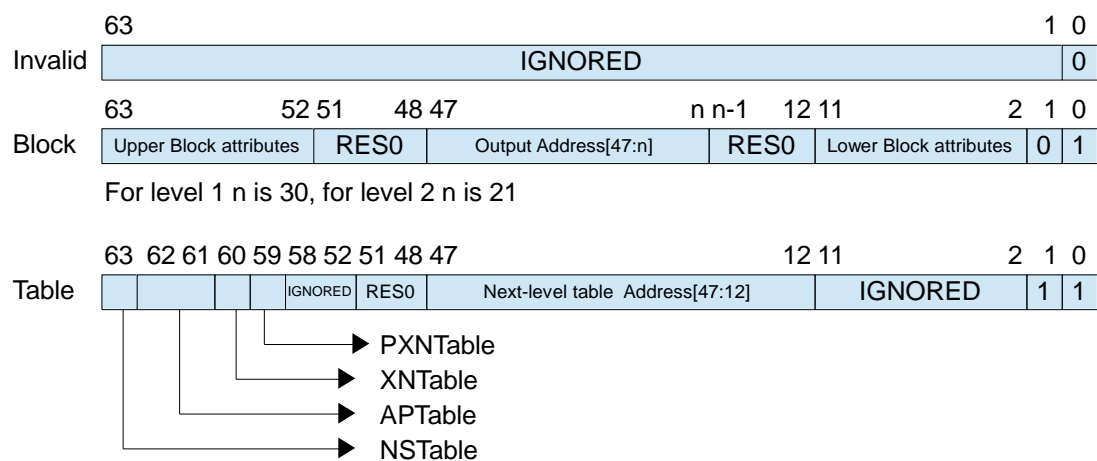 63 1 0
Invalid IGNORED 0
63 52 51 48 47 n n-1 12 11 2 1 0
Block Upper Block attributes RES0 Output Address[47:n] RES0 Lower Block attributes 0 1
For level 1 n is 30, for level 2 n is 21
63 62 61 60 59 58 52 51 48 47 12 11 2 1 0
Table IGNORED RES0 Next-level table Address[47:12] IGNORED 1 1
PXNTable
XNTable
APTable
NSTable